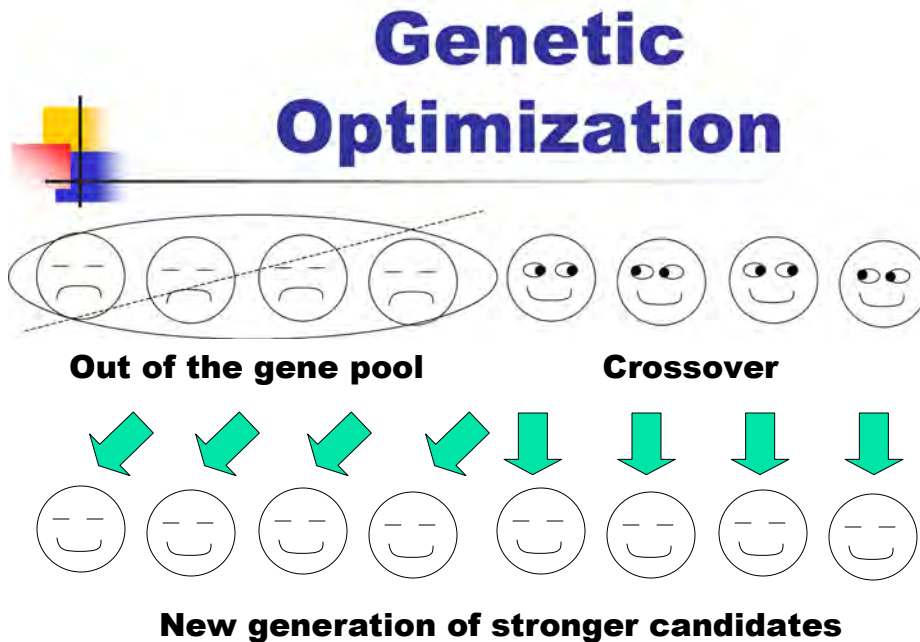 Genetic
Optimization
Out of the gene pool
Crossover
New generation of stronger candidates